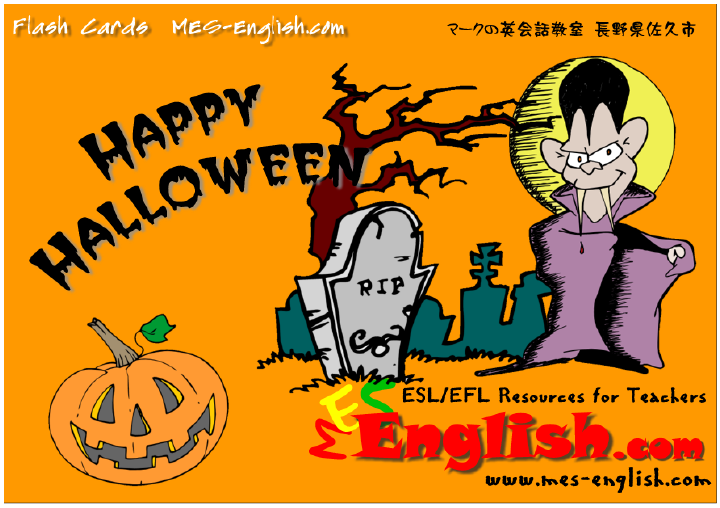 Flash Cards MES-English.com
マークの英会話教室 長野県佐久市
HAPPY
HALLOWEEN
RIP
ESL/EFL Resources for Teachers
MES
English.com
www.mes-english.com